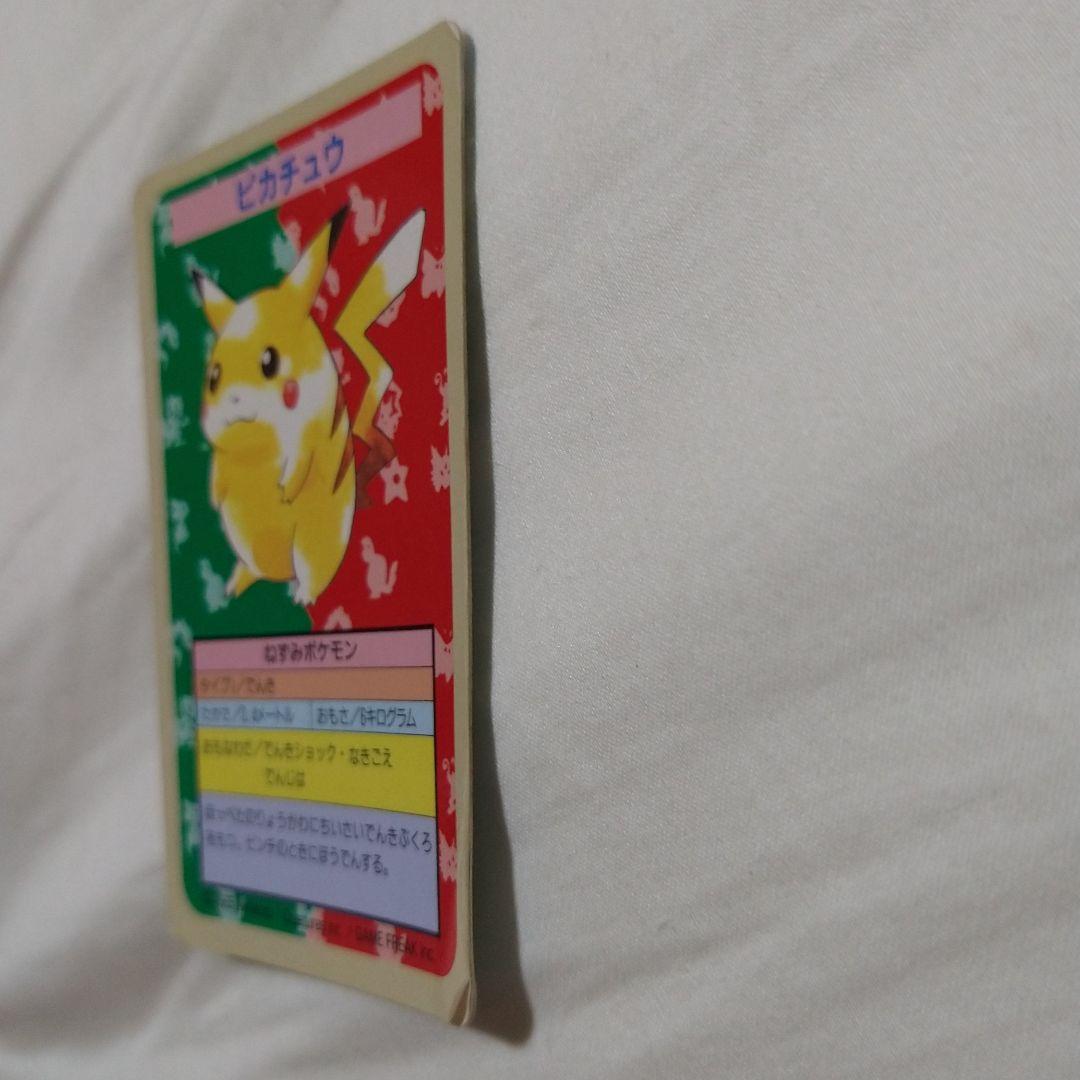 ピカチュウ
ねずみポケモン
タイプ1/でんき
たかさ/0.4メートル おもさ/6キログラム
おもなわざ/でんきショック・なきごえ
でんじは
ほっぺたのりょうがわにちいさいでんきぶくろ
をもつ。ピンチのときにほうでんする。
GAME FREAK inc.